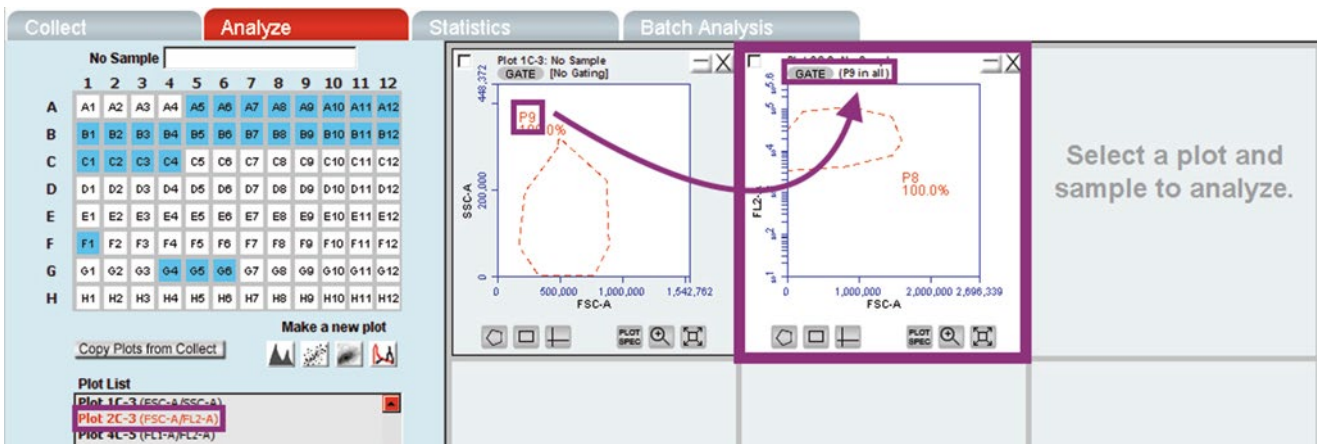 Collect
Analyze
Statistics
Batch Analysis
No Sample
1 2 3 4 5 6 7 8 9 10 11 12
A A1 A2 A3 A4 A5 A6 A7 A8 A9 A10 A11 A12
B B1 B2 B3 B4 B5 B6 B7 B8 B9 B10 B11 B12
C C1 C2 C3 C4 C5 C6 C7 C8 C9 C10 C11 C12
D D1 D2 D3 D4 D5 D6 D7 D8 D9 D10 D11 D12
E E1 E2 E3 E4 E5 E6 E7 E8 E9 E10 E11 E12
F F1 F2 F3 F4 F5 F6 F7 F8 F9 F10 F11 F12
G G1 G2 G3 G4 G5 G6 G7 G8 G9 G10 G11 G12
H H1 H2 H3 H4 H5 H6 H7 H8 H9 H10 H11 H12
Make a new plot
Copy Plots from Collect
Plot List
Plot 1C-3 (FSC-A/SSC-A)
Plot 2C-3 (FSC-A/FL2-A)
Plot 4C-5 (FL1-A/FL2-A)
Plot 1C-3: No Sample
GATE [No Gating]
448,372
200,000
0
SSC-A
P9
100.0%
0 500,000 1,000,000 1,542,762
FSC-A
PLOT
SPEC
GATE (P9 in all)
FL2-A
P8
100.0%
0 1,000,000 2,000,000 2,696,339
FSC-A
PLOT
SPEC
Select a plot and
sample to analyze.